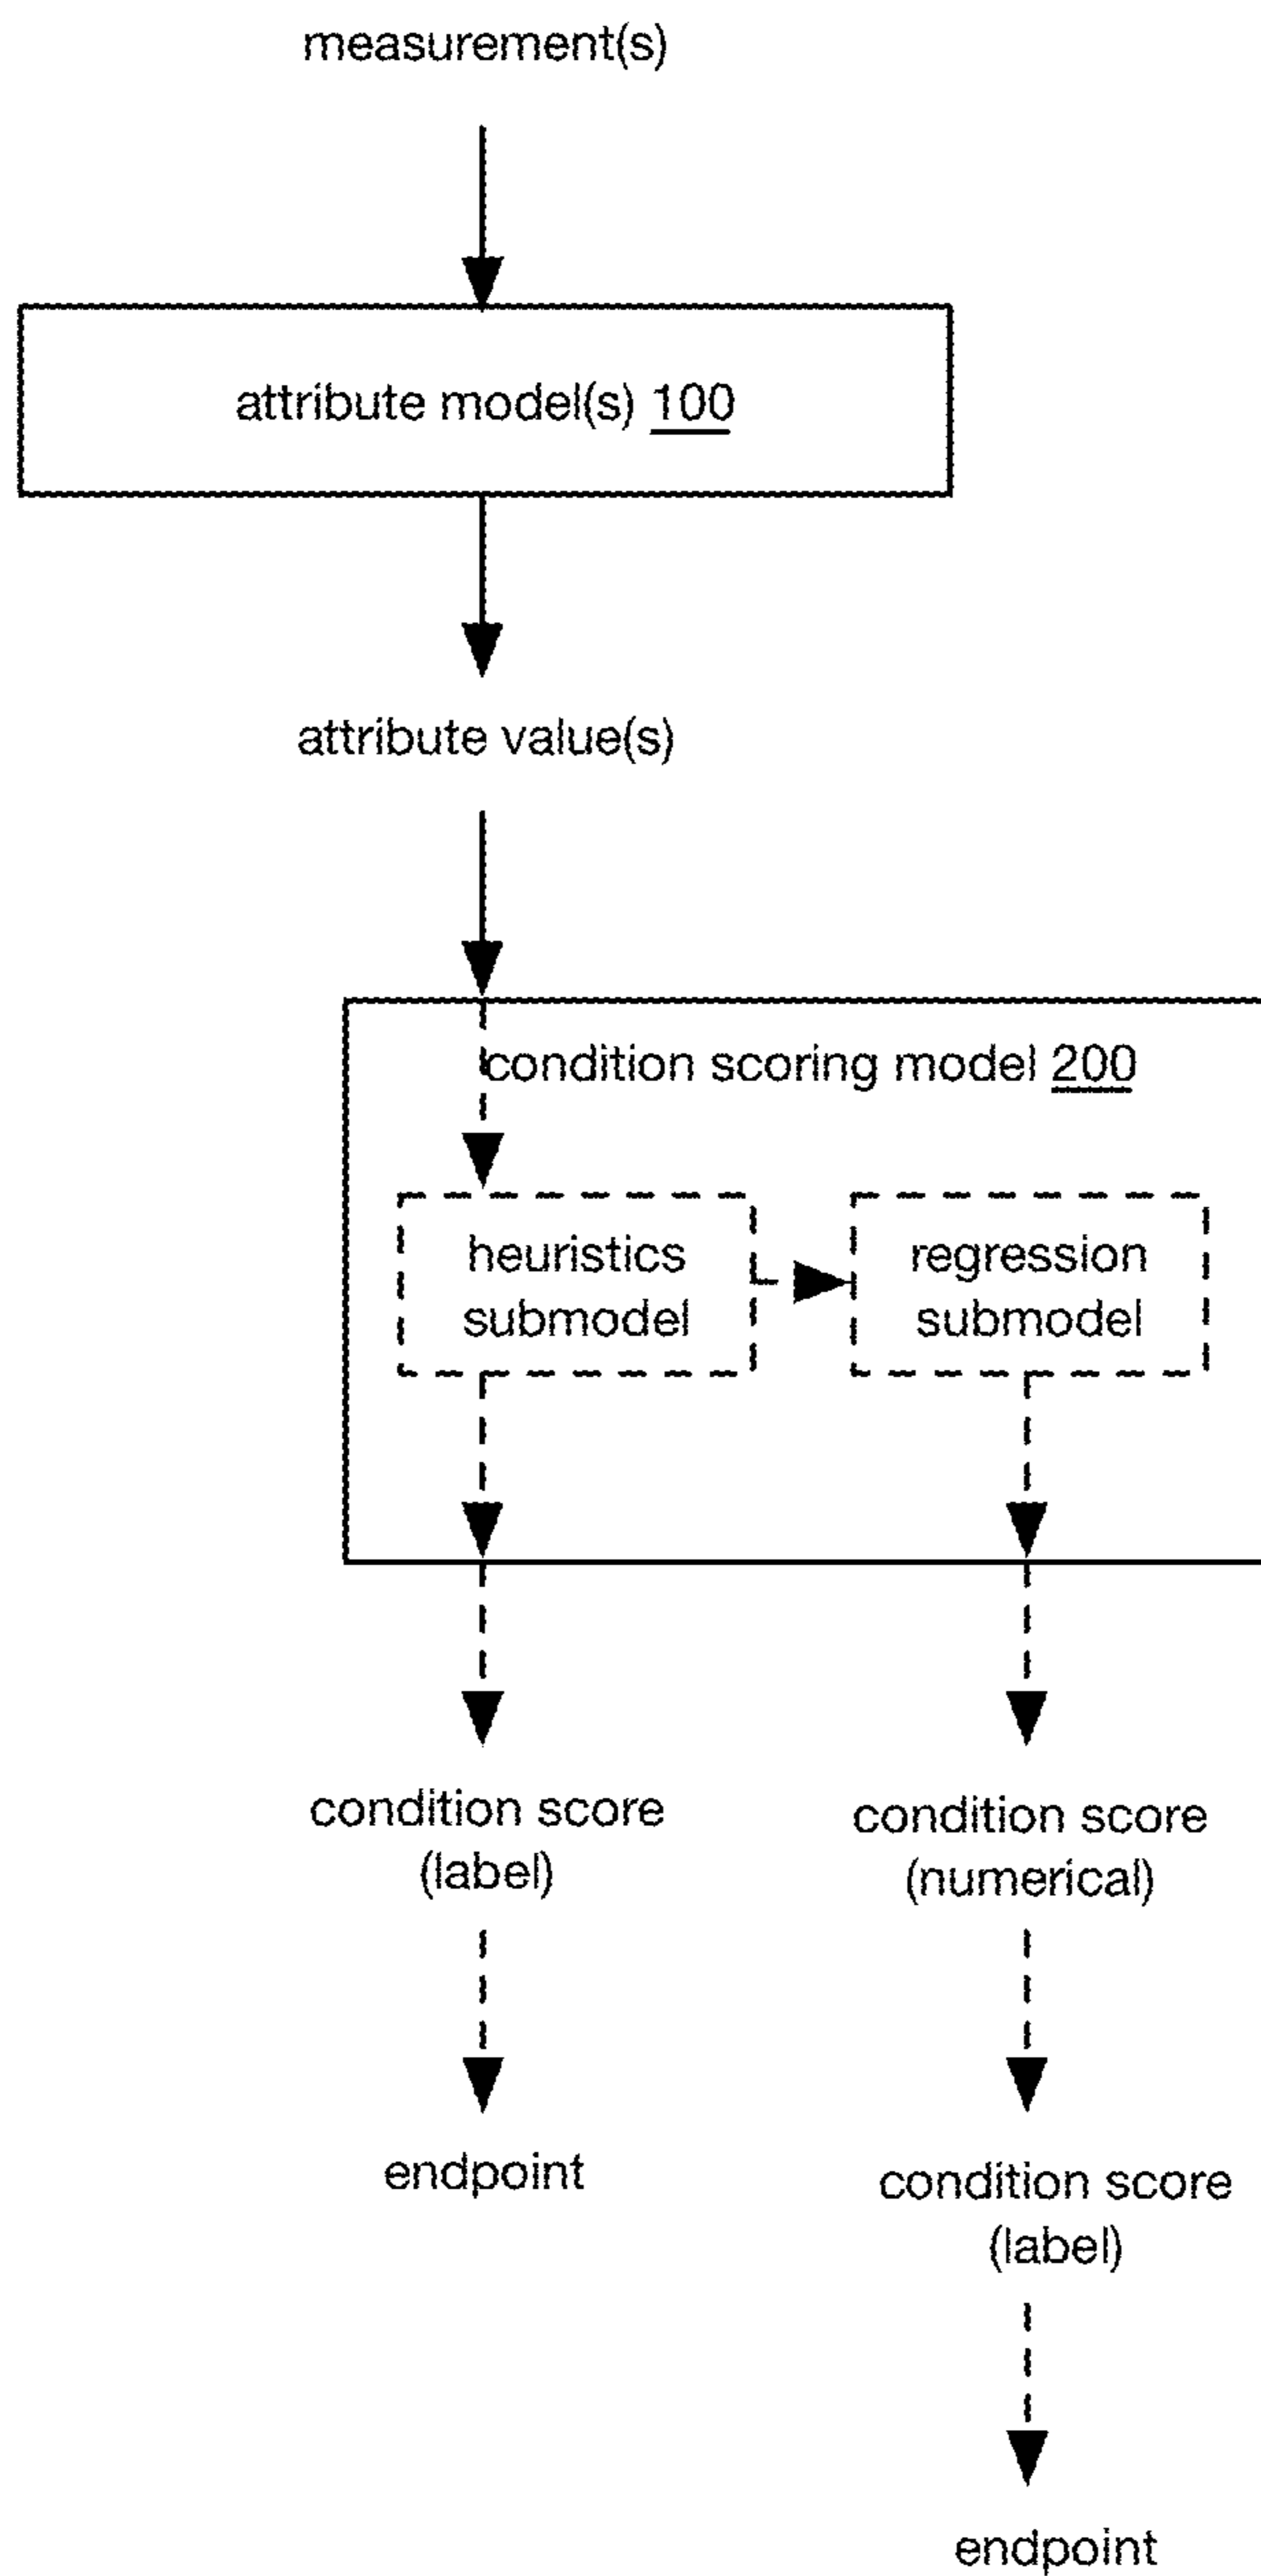 measurement(s)
attribute model(s) 100
attribute value(s)
condition scoring model 200
heuristics
submodel
regression
submodel
condition score
(label)
condition score
(numerical)
endpoint
condition score
(label)
endpoint